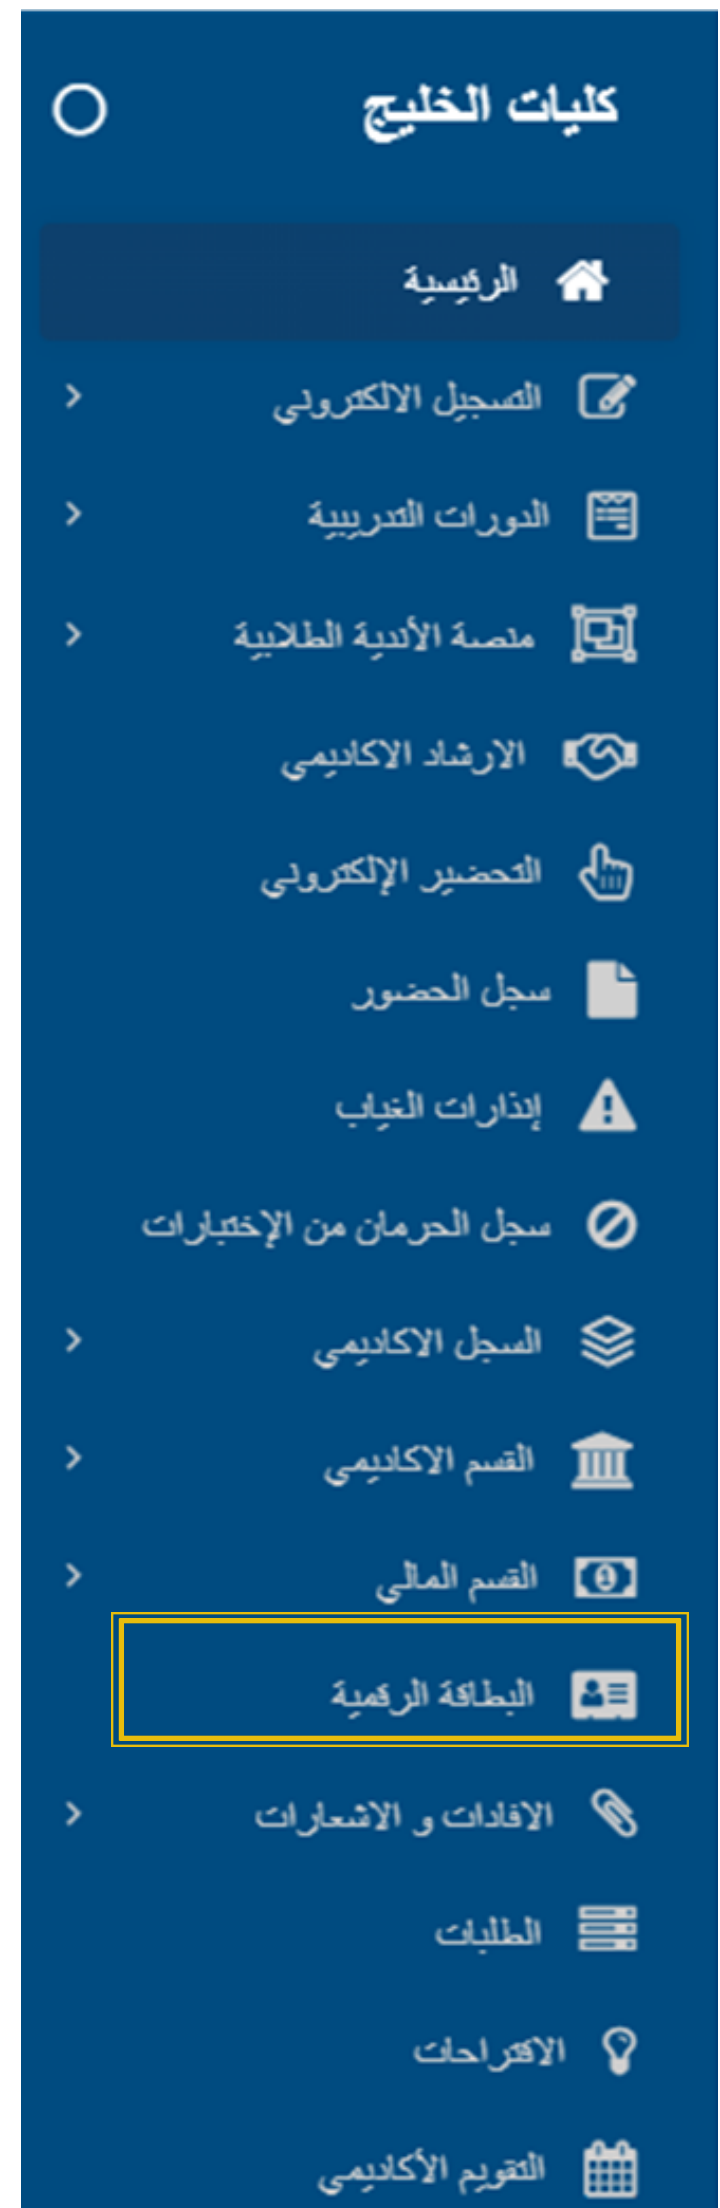 كليات الخليج
الرئيسية
التسجيل الالكتروني
الدورات التدريبية
منصة الأندية الطلابية
الارشاد الاكاديمي
التحضير الإلكتروني
سجل الحضور
إنذارات الغياب
سجل الحرمان من الإختبارات
السجل الاكاديمي
القسم الاكاديمي
القسم المالي
البطاقة الرقمية
الافادات و الاشعارات
الطلبات
الاقتراحات
التقويم الأكاديمي